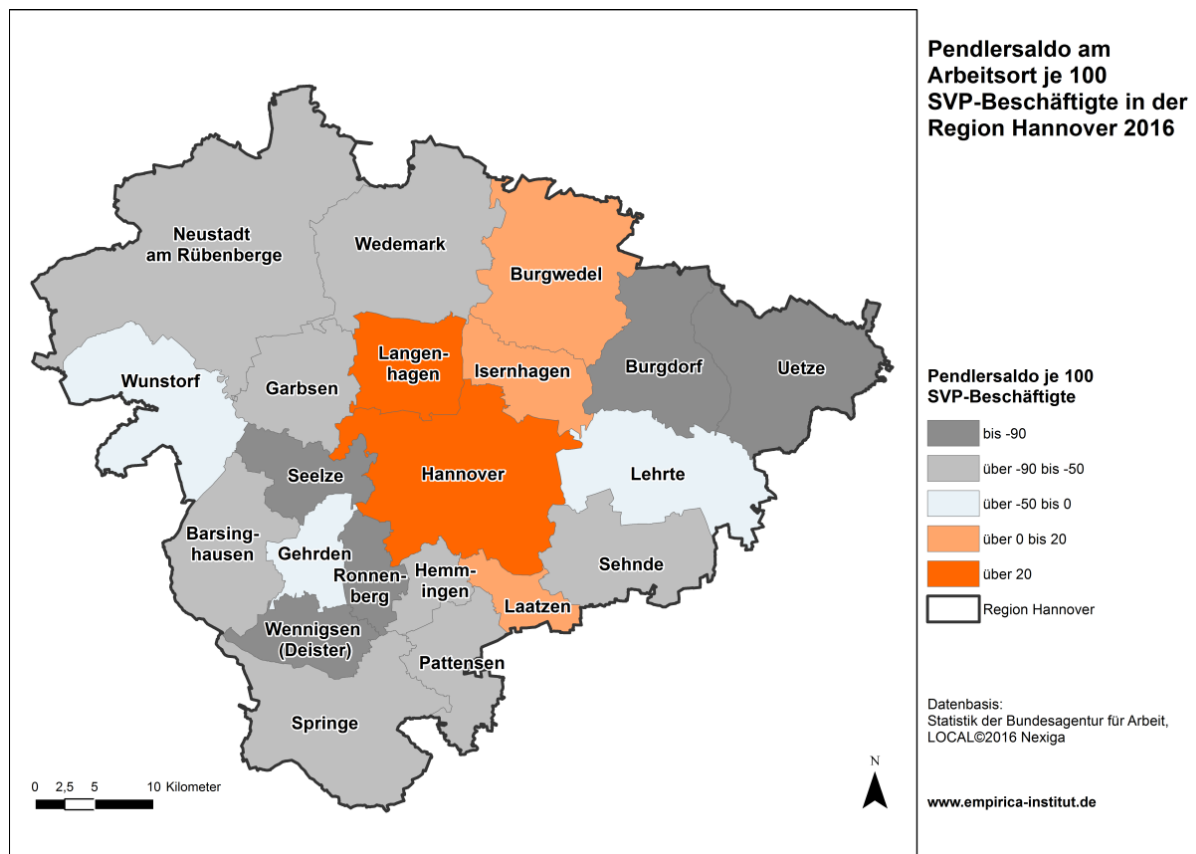 Pendlersaldo am
Arbeitsort je 100
SVP-Beschäftigte in der
Region Hannover 2016
Neustadt
am Rübenberge
Wedemark
Burgwedel
Langen-
hagen
Isernhagen
Burgdorf
Uetze
Wunstorf
Garbsen
Seelze
Hannover
Lehrte
Barsing-
hausen
Gehrden
Ronnen-
berg
Hemm-
ingen
Sehnde
Laatzen
Wennigsen
(Deister)
Pattensen
Springe
0 2,5 5 10 Kilometer
N
Pendlersaldo je 100
SVP-Beschäftigte
bis -90
über -90 bis -50
über -50 bis 0
über 0 bis 20
über 20
Region Hannover
Datenbasis:
Statistik der Bundesagentur für Arbeit,
LOCAL©2016 Nexiga
www.empirica-institut.de